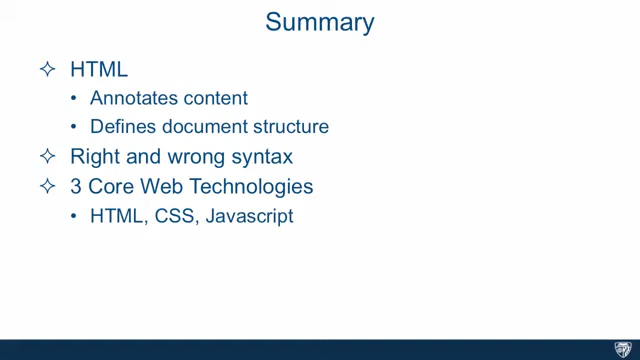 Summary
HTML
Annotates content
Defines document structure
Right and wrong syntax
3 Core Web Technologies
HTML, CSS, Javascript